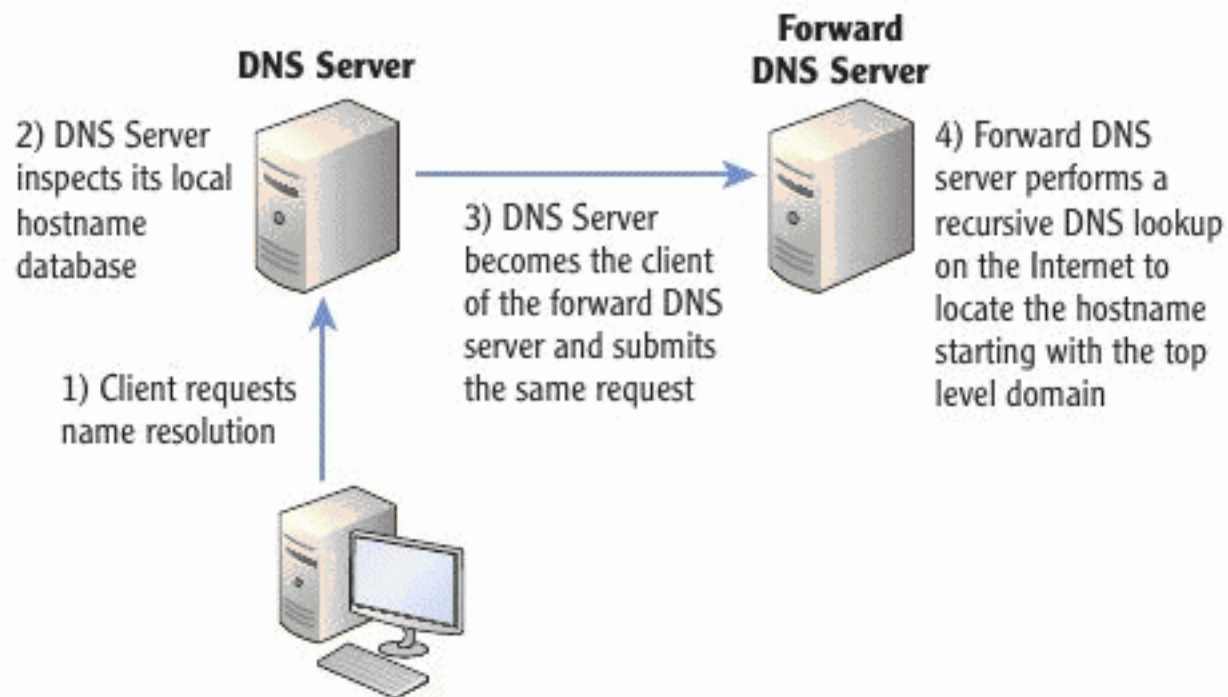 DNS Server
Forward
DNS Server
2) DNS Server
inspects its local
hostname
database
3) DNS Server
becomes the client
of the forward DNS
server and submits
the same request
4) Forward DNS
server performs a
recursive DNS lookup
on the Internet to
locate the hostname
starting with the top
level domain
1) Client requests
name resolution